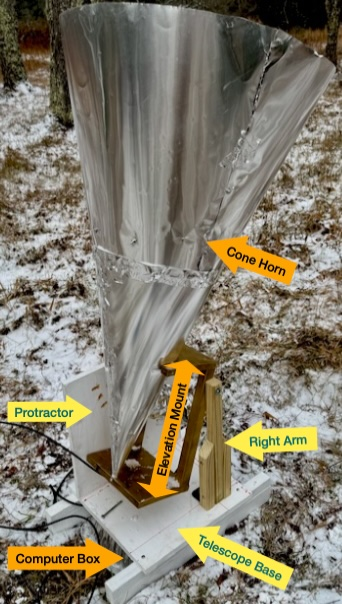 Cone Horn
Elevation Mount
Protractor
Right Arm
Telescope Base
Computer Box